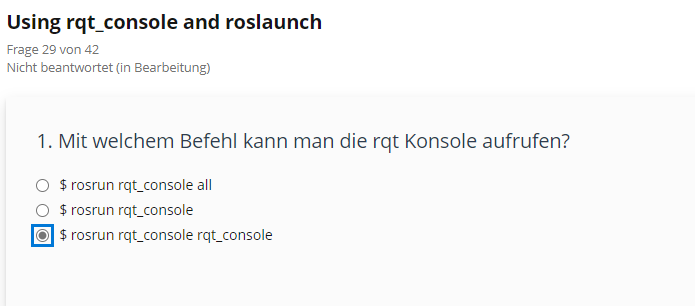 Using rqt_console and roslaunch
Frage 29 von 42
Nicht beantwortet (in Bearbeitung)
1. Mit welchem Befehl kann man die rqt Konsole aufrufen?
$ rosrun rqt_console all
$ rosrun rqt_console
$ rosrun rqt_console rqt_console